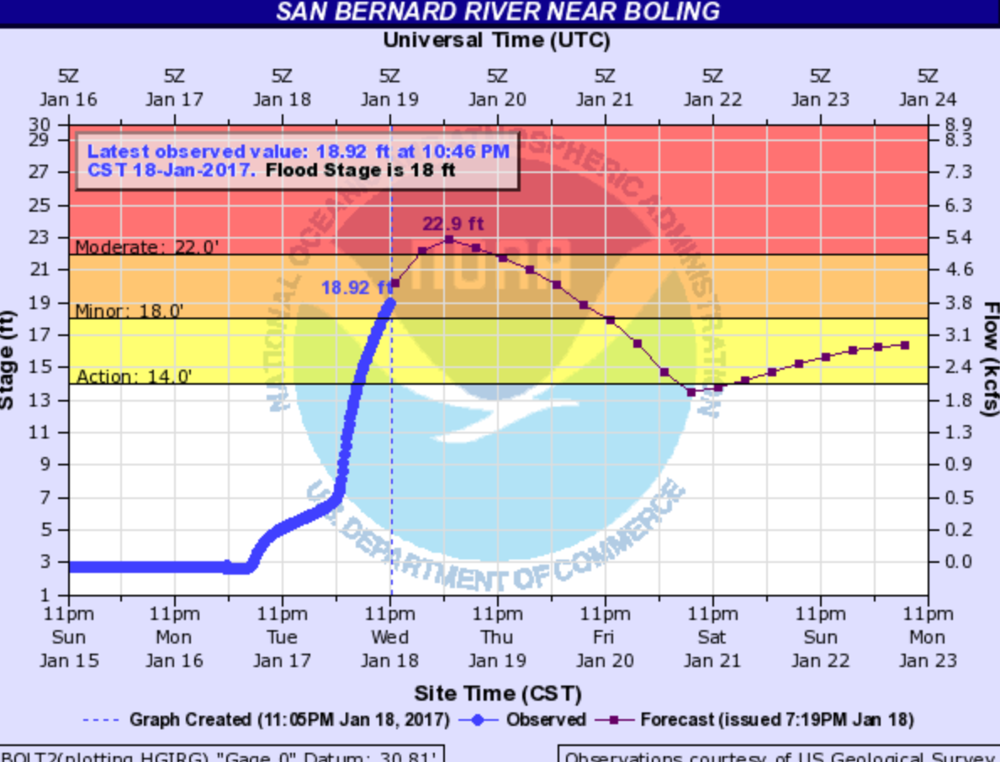 SAN BERNARD RIVER NEAR BOLING
Universal Time (UTC)
5Z 5Z 5Z 5Z 5Z 5Z 5Z 5Z 5Z
Jan 16 Jan 17 Jan 18 Jan 19 Jan 20 Jan 21 Jan 22 Jan 23 Jan 24
30
29
27
25
23
21
19
17
15
13
11
9
7
5
3
1
Stage (ft)
Latest observed value: 18.92 ft at 10:46 PM
CST 18-Jan-2017. Flood Stage is 18 ft
22.9 ft
Moderate: 22.0'
18.92 ft
Minor: 18.0'
Action: 14.0'
NATIONAL OCEANIC AND ATMOSPHERIC ADMINISTRATION
NOAA
U.S. DEPARTMENT OF COMMERCE
8.9
8.3
7.3
6.3
5.4
4.6
3.8
3.1
2.4
1.8
1.3
0.9
0.5
0.2
0.0
Flow (kcfs)
11pm 11pm 11pm 11pm 11pm 11pm 11pm 11pm 11pm
Sun Mon Tue Wed Thu Fri Sat Sun Mon
Jan 15 Jan 16 Jan 17 Jan 18 Jan 19 Jan 20 Jan 21 Jan 22 Jan 23
Site Time (CST)
Graph Created (11:05PM Jan 18, 2017) Observed Forecast (issued 7:19PM Jan 18)
BOLT2(plotting HGIRG) "Gage 0" Datum: 30.81'
Observations courtesy of US Geological Survey